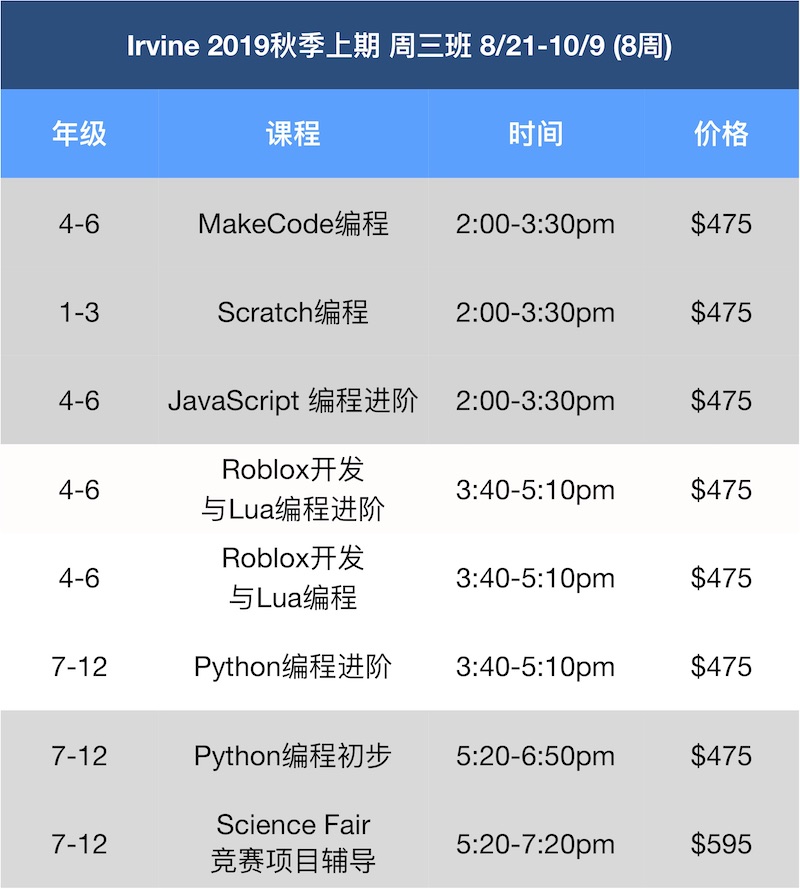 Irvine 2019秋季上期 周三班 8/21-10/9 (8周)
年级 课程 时间 价格
4-6 MakeCode编程 2:00-3:30pm $475
1-3 Scratch编程 2:00-3:30pm $475
4-6 JavaScript 编程进阶 2:00-3:30pm $475
4-6 Roblox开发 3:40-5:10pm $475
与Lua编程进阶
4-6 Roblox开发 3:40-5:10pm $475
与Lua编程
7-12 Python编程进阶 3:40-5:10pm $475
7-12 Python编程初步 5:20-6:50pm $475
7-12 Science Fair 5:20-7:20pm $595
竞赛项目辅导